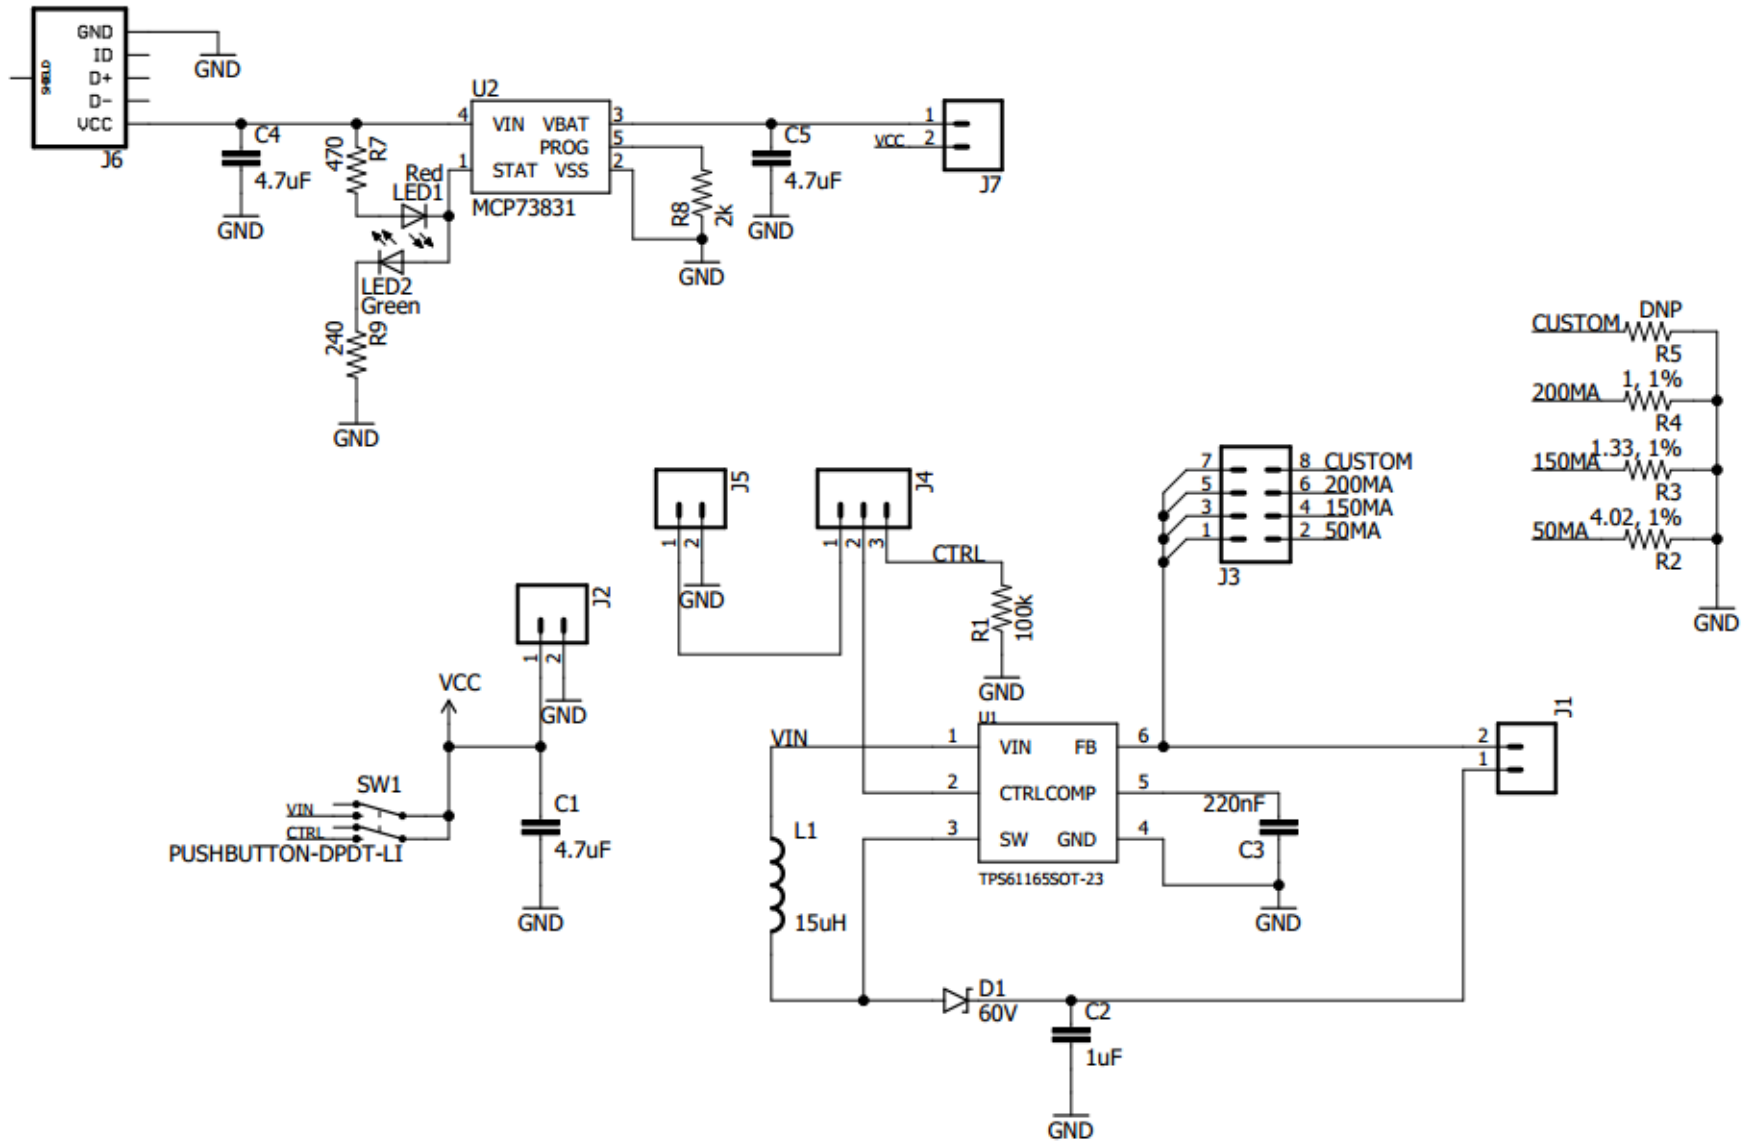 GND
ID
D+
D-
VCC
SHIELD
J6
GND
C4
4.7uF
GND
470
R7
Red
LED1
LED2
Green
240
R9
GND
U2
4
1
VIN VBAT
PROG
STAT VSS
3
5
2
MCP73831
R8
2k
GND
C5
4.7uF
GND
1
VCC 2
J7
CUSTOM DNP
R5
200MA 1, 1%
R4
150MA 1.33, 1%
R3
50MA 4.02, 1%
R2
GND
J5
1
2
GND
J4
1
2
3
CTRL
R1
100k
GND
7 8 CUSTOM
5 6 200MA
3 4 150MA
1 2 50MA
J3
J2
1
2
GND
VCC
SW1
VIN
CTRL
PUSHBUTTON-DPDT-LI
C1
4.7uF
GND
U1
VIN 1 VIN FB 6
2 CTRLCOMP 5
3 SW GND 4
TPS61165SOT-23
220nF
C3
GND
J1
2
1
L1
15uH
D1
60V
C2
1uF
GND